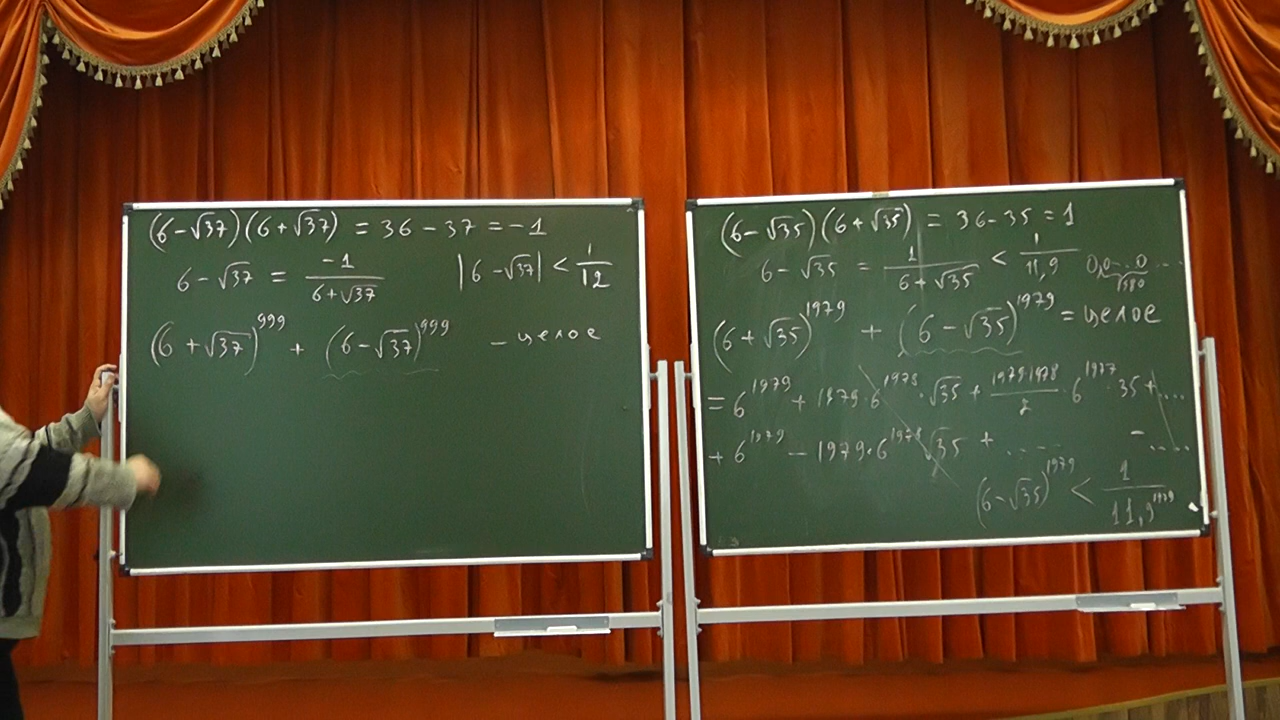 (6-√37)(6+√37) = 36-37 = -1
6-√37 = -1/(6+√37) |6-√37| < 1/12
(6+√37)^999 + (6-√37)^999 - целое
(6-√35)(6+√35) = 36-35 = 1
6-√35 = 1/(6+√35) < 1/11,9 0,0...0...
(6+√35)^1979 + (6-√35)^1979 = целое
= 6^1979 + 1979·6^1978·√35 + 1979·1978/2·6^1977·35+...
+ 6^1979 - 1979·6^1978√35 + .... - ....
(6-√35)^1979 < 1/11,9^1979